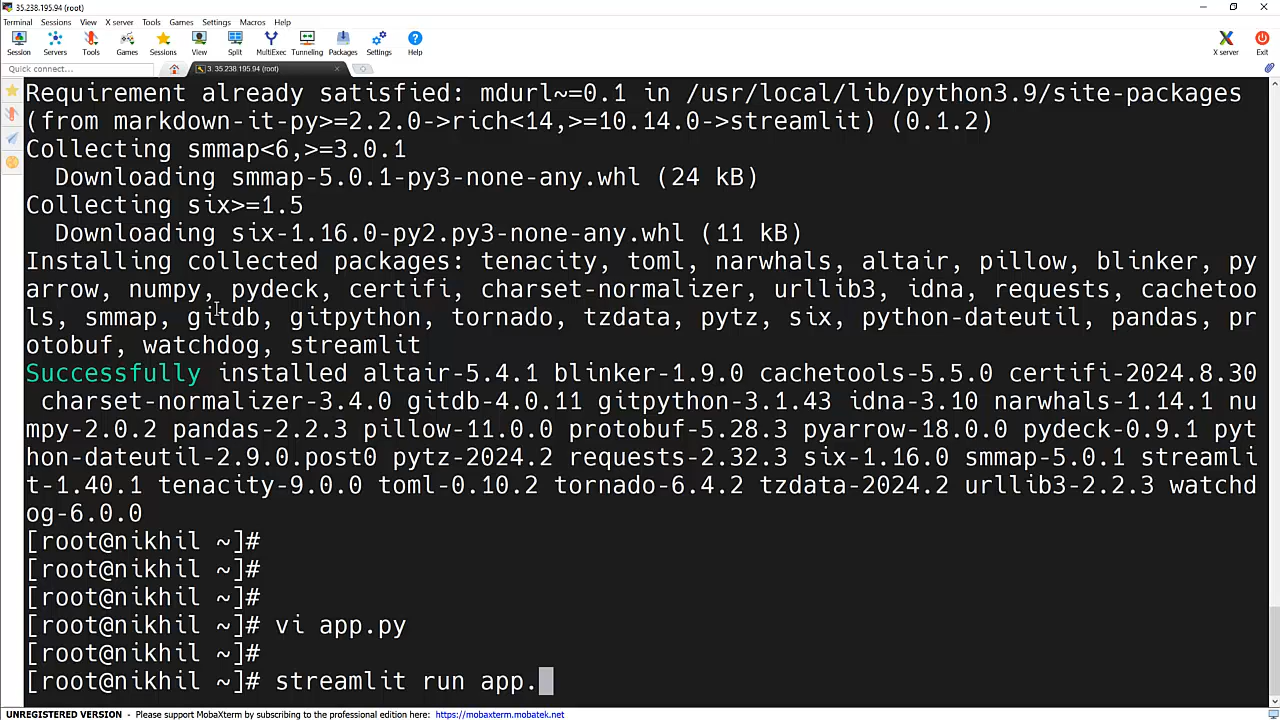 35.238.195.94 (root)
Terminal Sessions View X server Tools Games Settings Macros Help
Session Servers Tools Games Sessions View Split MultiExec Tunneling Packages Settings Help X server Exit
Quick connect... 3. 35.238.195.94 (root)
Requirement already satisfied: mdurl~=0.1 in /usr/local/lib/python3.9/site-packages
(from markdown-it-py>=2.2.0->rich<14,>=10.14.0->streamlit) (0.1.2)
Collecting smmap<6,>=3.0.1
Downloading smmap-5.0.1-py3-none-any.whl (24 kB)
Collecting six>=1.5
Downloading six-1.16.0-py2.py3-none-any.whl (11 kB)
Installing collected packages: tenacity, toml, narwhals, altair, pillow, blinker, py
arrow, numpy, pydeck, certifi, charset-normalizer, urllib3, idna, requests, cachetoo
ls, smmap, gitdb, gitpython, tornado, tzdata, pytz, six, python-dateutil, pandas, pr
otobuf, watchdog, streamlit
Successfully installed altair-5.4.1 blinker-1.9.0 cachetools-5.5.0 certifi-2024.8.30
charset-normalizer-3.4.0 gitdb-4.0.11 gitpython-3.1.43 idna-3.10 narwhals-1.14.1 nu
mpy-2.0.2 pandas-2.2.3 pillow-11.0.0 protobuf-5.28.3 pyarrow-18.0.0 pydeck-0.9.1 pyt
hon-dateutil-2.9.0.post0 pytz-2024.2 requests-2.32.3 six-1.16.0 smmap-5.0.1 streamli
t-1.40.1 tenacity-9.0.0 toml-0.10.2 tornado-6.4.2 tzdata-2024.2 urllib3-2.2.3 watchd
og-6.0.0
[root@nikhil ~]#
[root@nikhil ~]#
[root@nikhil ~]#
[root@nikhil ~]# vi app.py
[root@nikhil ~]#
[root@nikhil ~]# streamlit run app.
UNREGISTERED VERSION - Please support MobaXterm by subscribing to the professional edition here: https://mobaxterm.mobatek.net